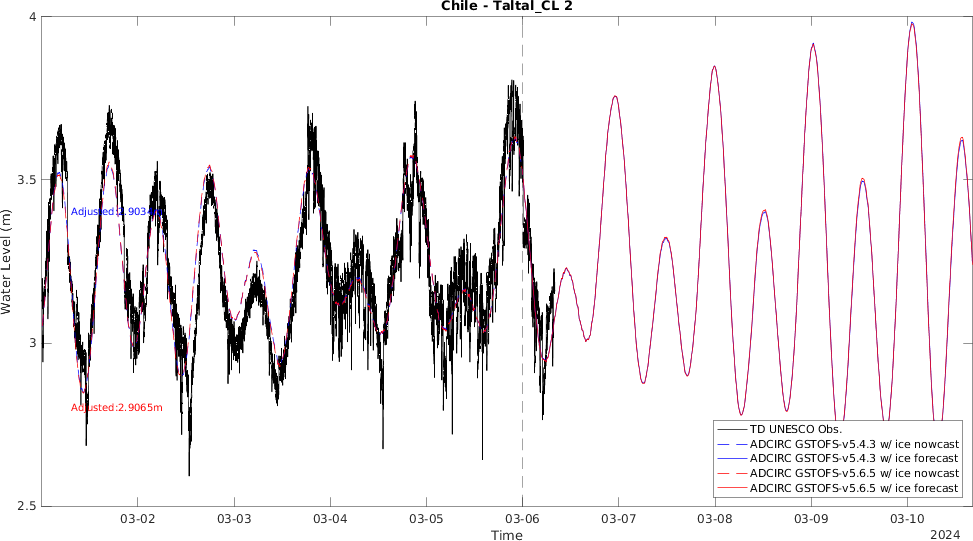 Chile - Taltal_CL 2
4
3.5
3
2.5
Water Level (m)
Adjusted:2.9034m
Adjusted:2.9065m
03-02
03-03
03-04
03-05
03-06
03-07
03-08
03-09
03-10
Time
2024
TD UNESCO Obs.
ADCIRC GSTOFS-v5.4.3 w/ ice nowcast
ADCIRC GSTOFS-v5.4.3 w/ ice forecast
ADCIRC GSTOFS-v5.6.5 w/ ice nowcast
ADCIRC GSTOFS-v5.6.5 w/ ice forecast